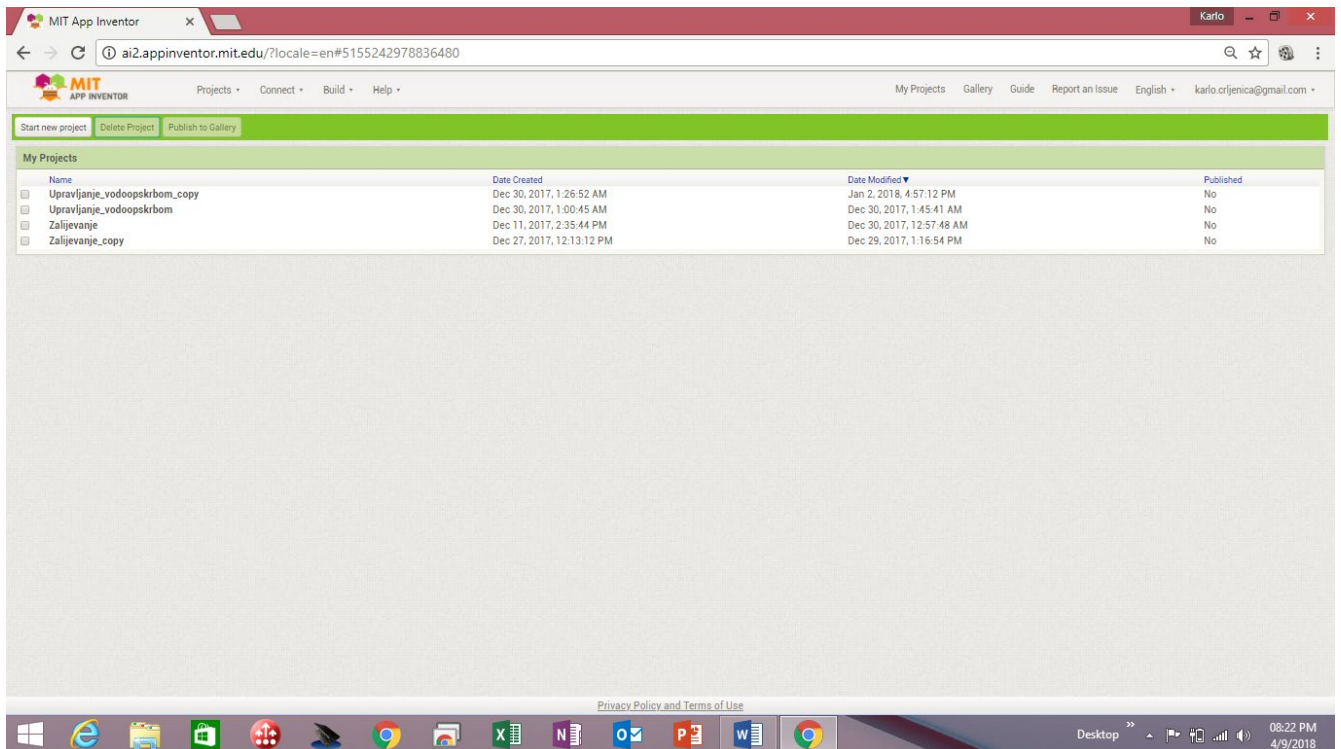 MIT App Inventor
Karlo
ai2.appinventor.mit.edu/?locale=en#5155242978836480
MIT
APP INVENTOR
Projects Connect Build Help
My Projects Gallery Guide Report an Issue English karlo.crljenica@gmail.com
Start new project Delete Project Publish to Gallery
My Projects
Name Date Created Date Modified▼ Published
Upravljanje_vodoopskrbom_copy Dec 30, 2017, 1:26:52 AM Jan 2, 2018, 4:57:12 PM No
Upravljanje_vodoopskrbom Dec 30, 2017, 1:00:45 AM Dec 30, 2017, 1:45:41 AM No
Zalijevanje Dec 11, 2017, 2:35:44 PM Dec 30, 2017, 12:57:48 AM No
Zalijevanje_copy Dec 27, 2017, 12:13:12 PM Dec 29, 2017, 1:16:54 PM No
Privacy Policy and Terms of Use
Desktop
08:22 PM
4/9/2018